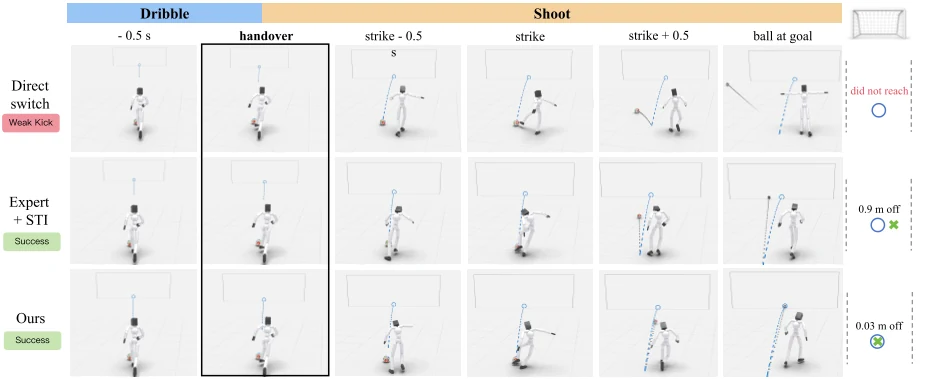 Dribble
Shoot
- 0.5 s
handover
strike - 0.5
s
strike
strike + 0.5
ball at goal
Direct
switch
Weak Kick
did not reach
Expert
+ STI
Success
0.9 m off
Ours
Success
0.03 m off